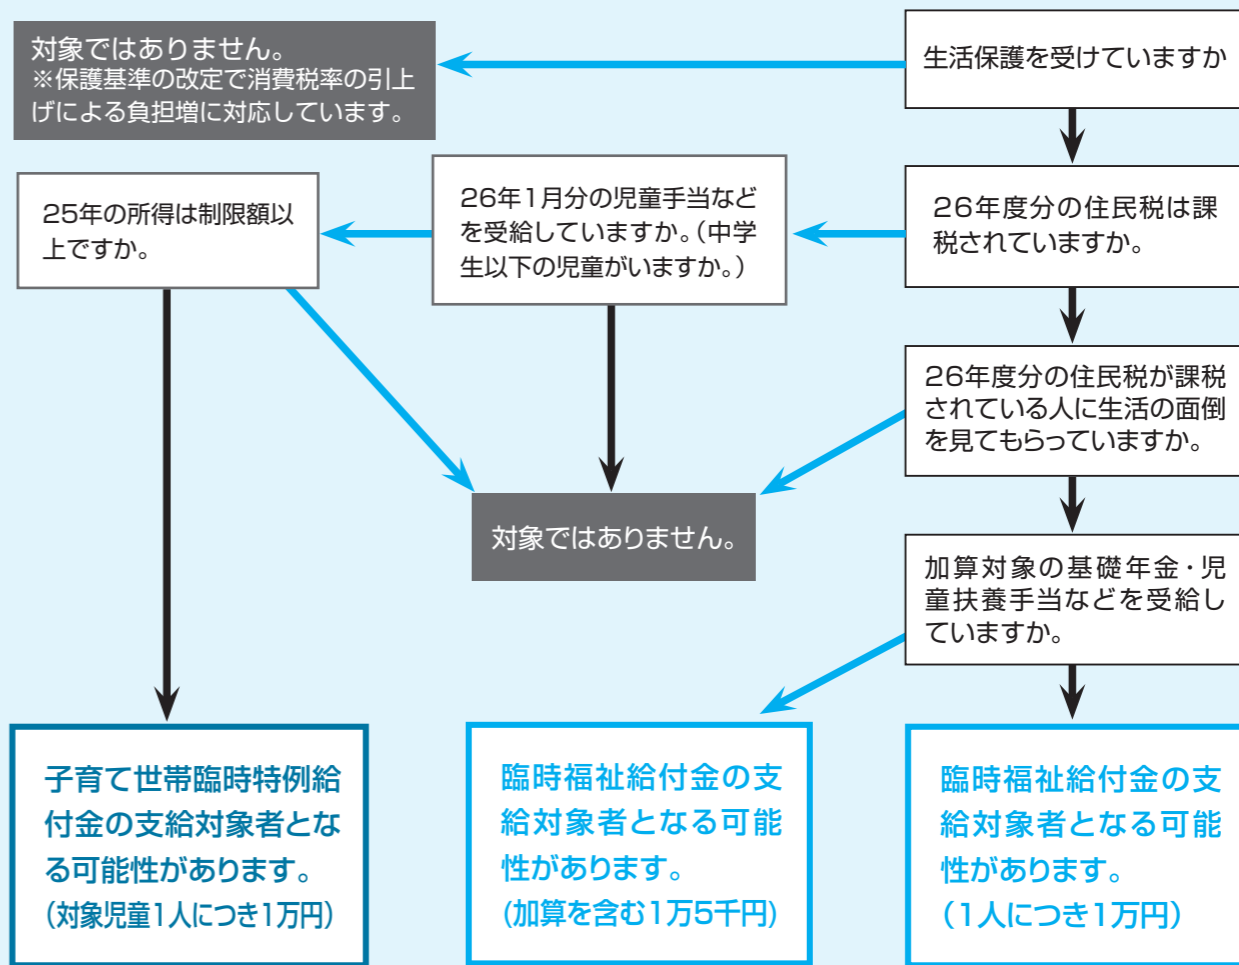 生活保護を受けていますか
対象ではありません。
※保護基準の改定で消費税率の引上
げによる負担増に対応しています。
26年度分の住民税は課
税されていますか。
26年1月分の児童手当など
を受給していますか。(中学
生以下の児童がいますか。)
25年の所得は制限額以
上ですか。
26年度分の住民税が課税
されている人に生活の面倒
を見てもらっていますか。
対象ではありません。
加算対象の基礎年金・児
童扶養手当などを受給し
ていますか。
子育て世帯臨時特例給
付金の支給対象者とな
る可能性があります。
(対象児童1人につき1万円)
臨時福祉給付金の支
給対象者となる可能
性があります。
(加算を含む1万5千円)
臨時福祉給付金の支
給対象者となる可能
性があります。
(1人につき1万円)